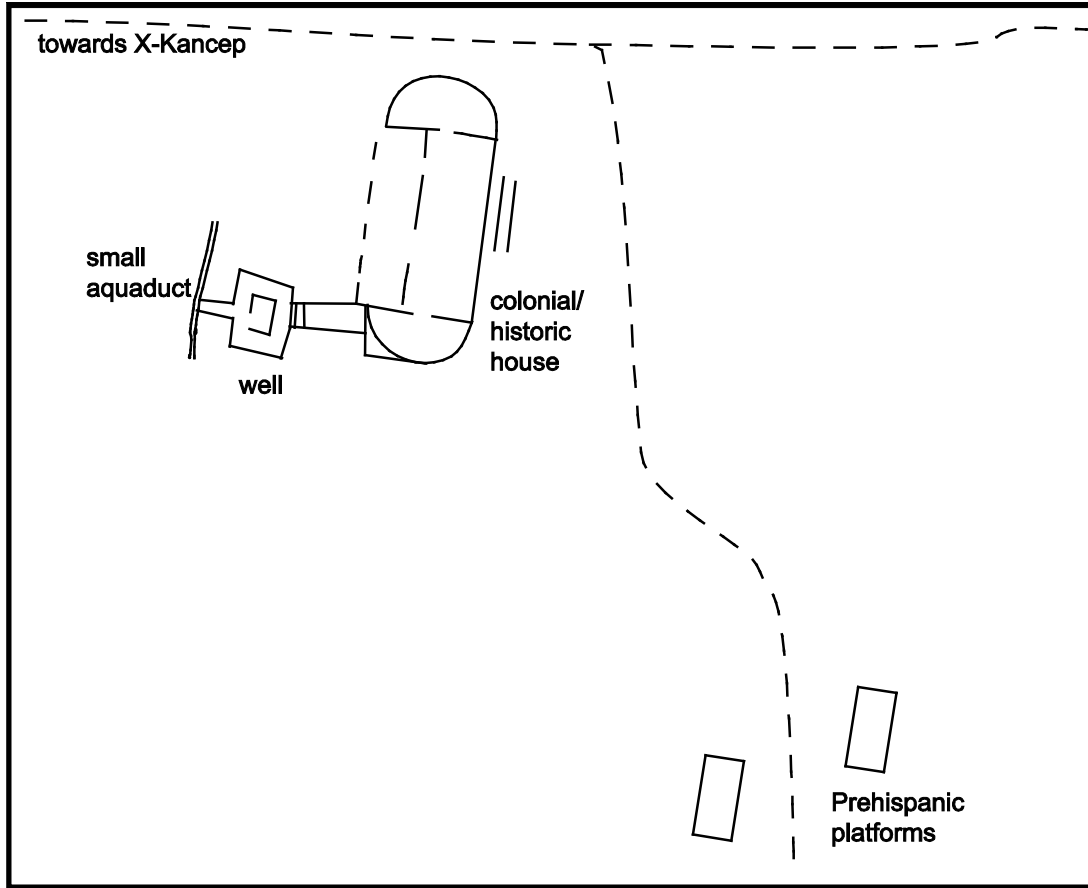 towards X-Kancep
small
aquaduct
well
colonial/
historic
house
Prehispanic
platforms